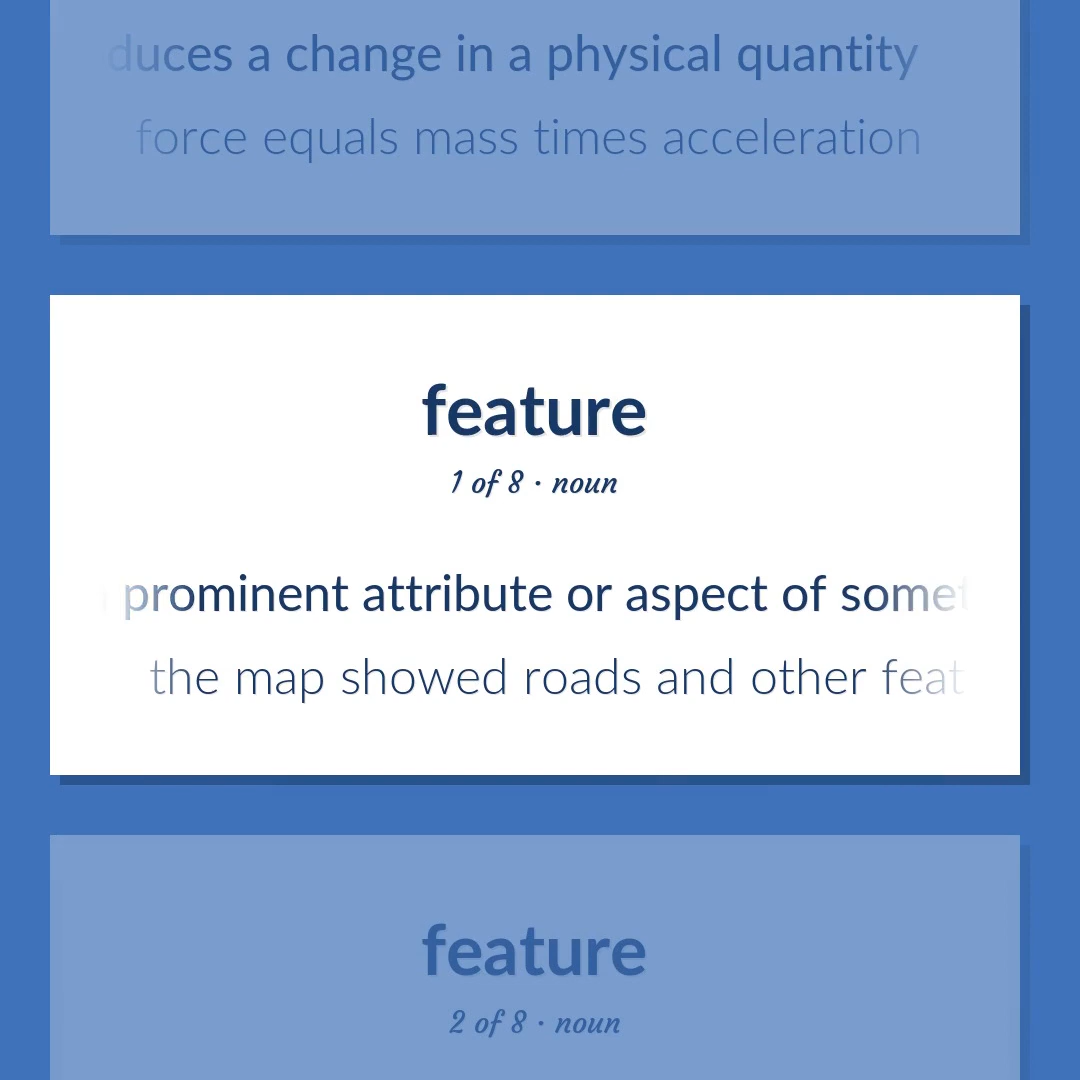 duces a change in a physical quantity
force equals mass times acceleration
feature
1 of 8 · noun
prominent attribute or aspect of somet
the map showed roads and other feat
feature
2 of 8 · noun